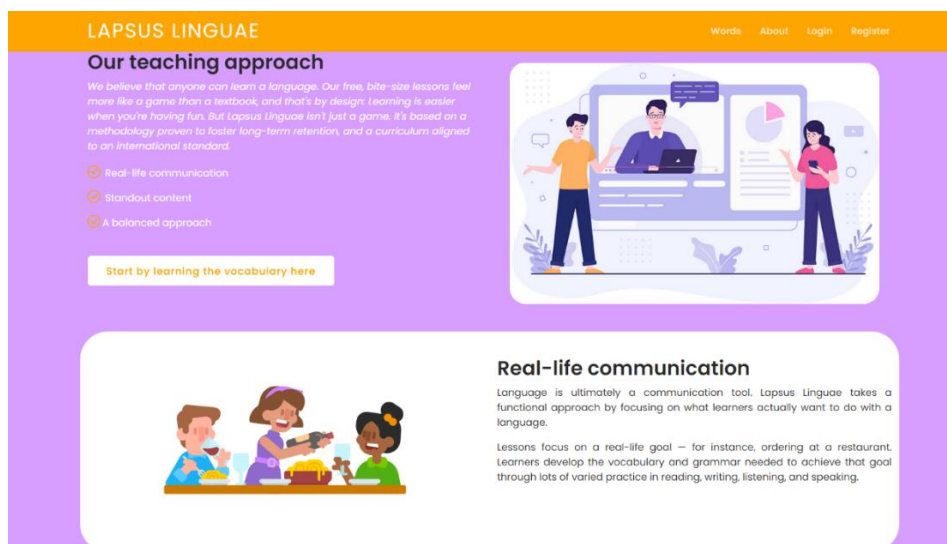 LAPSUS LINGUAE
Words About Login Register
Our teaching approach
We believe that anyone can learn a language. Our free, bite-size lessons feel
more like a game than a textbook, and that's by design: Learning is easier
when you're having fun. But Lapsus Linguae isn't just a game. It's based on a
methodology proven to foster long-term retention, and a curriculum aligned
to an international standard.
Real-life communication
Standout content
A balanced approach
Start by learning the vocabulary here
Real-life communication
Language is ultimately a communication tool. Lapsus Linguae takes a
functional approach by focusing on what learners actually want to do with a
language.
Lessons focus on a real-life goal — for instance, ordering at a restaurant.
Learners develop the vocabulary and grammar needed to achieve that goal
through lots of varied practice in reading, writing, listening, and speaking.